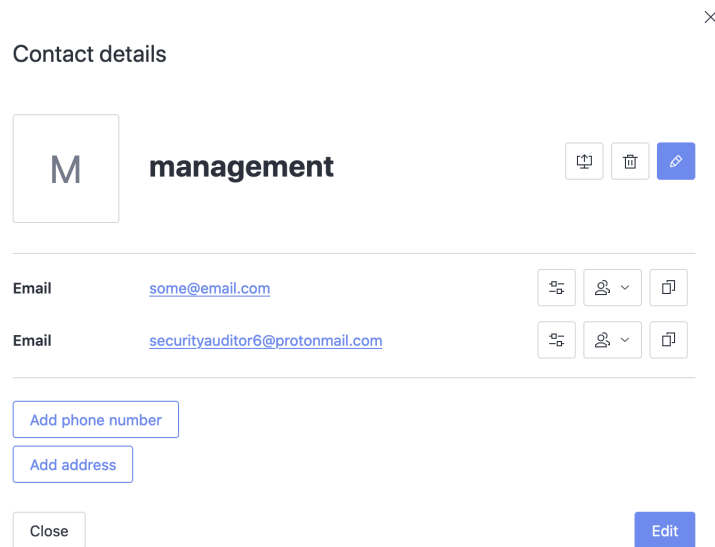 Contact details
M
management
Email some@email.com
Email securityauditor6@protonmail.com
Add phone number
Add address
Close Edit